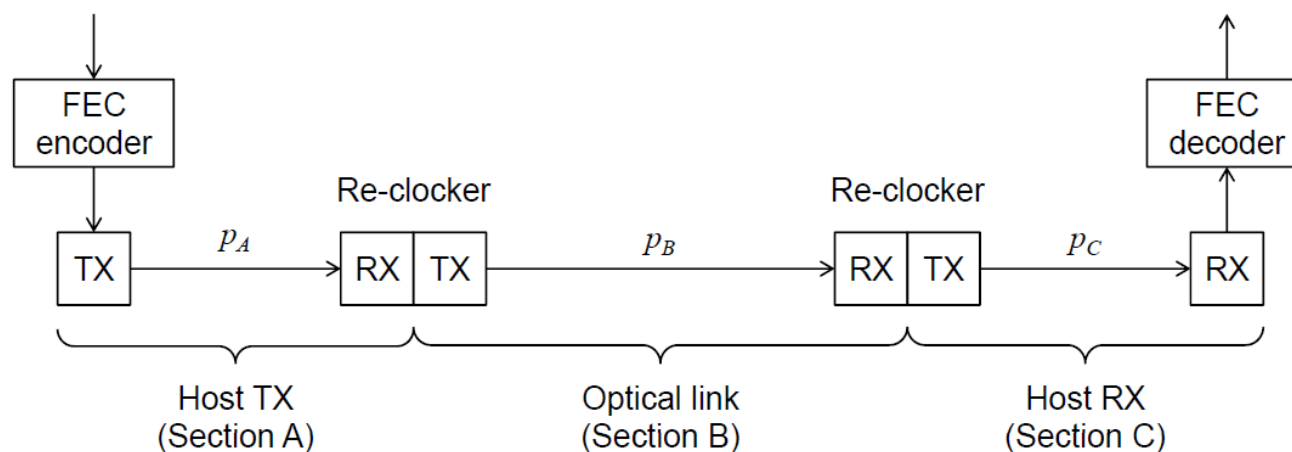 FEC
encoder
FEC
decoder
Re-clocker
Re-clocker
TX
p_A
RX
TX
p_B
RX
TX
p_C
RX
Host TX
(Section A)
Optical link
(Section B)
Host RX
(Section C)